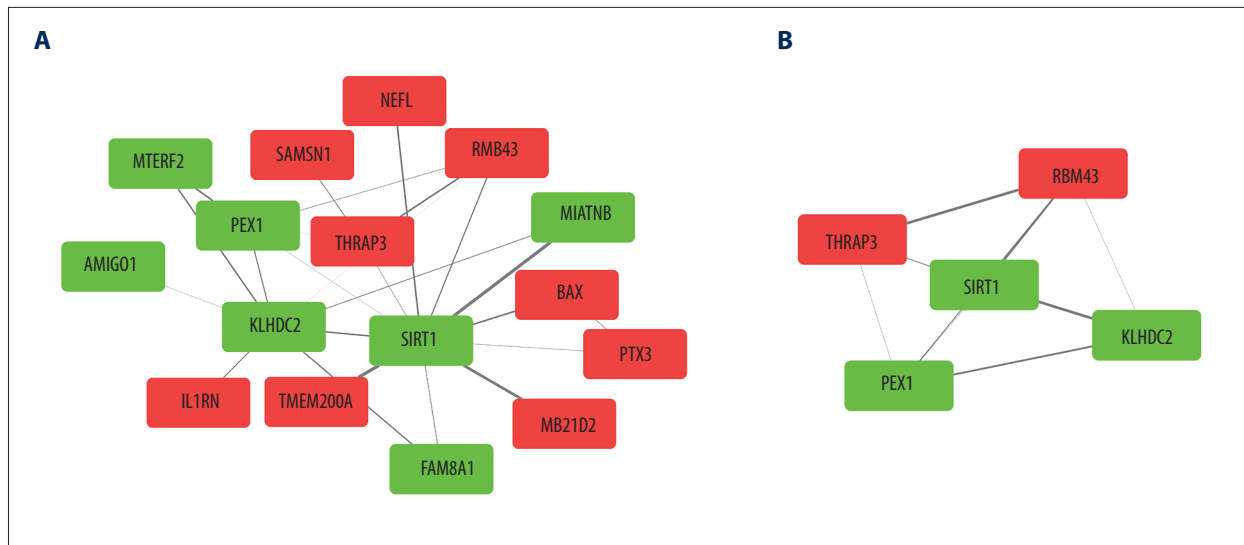 A
NEFL
SAMSN1
RMB43
MTERF2
PEX1
MIATNB
THRAP3
AMIGO1
BAX
KLHDC2
SIRT1
PTX3
IL1RN
TMEM200A
MB21D2
FAM8A1
B
RBM43
THRAP3
SIRT1
KLHDC2
PEX1